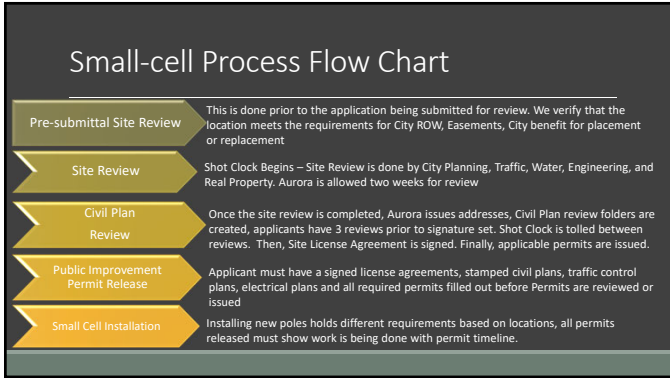 Small-cell Process Flow Chart
Pre-submittal Site Review
This is done prior to the application being submitted for review. We verify that the
location meets the requirements for City ROW, Easements, City benefit for placement
or replacement
Site Review
Shot Clock Begins – Site Review is done by City Planning, Traffic, Water, Engineering, and
Real Property. Aurora is allowed two weeks for review
Civil Plan
Review
Once the site review is completed, Aurora issues addresses, Civil Plan review folders are
created, applicants have 3 reviews prior to signature set. Shot Clock is tolled between
reviews. Then, Site License Agreement is signed. Finally, applicable permits are issued.
Public Improvement
Permit Release
Applicant must have a signed license agreements, stamped civil plans, traffic control
plans, electrical plans and all required permits filled out before Permits are reviewed or
issued
Small Cell Installation
Installing new poles holds different requirements based on locations, all permits
released must show work is being done with permit timeline.